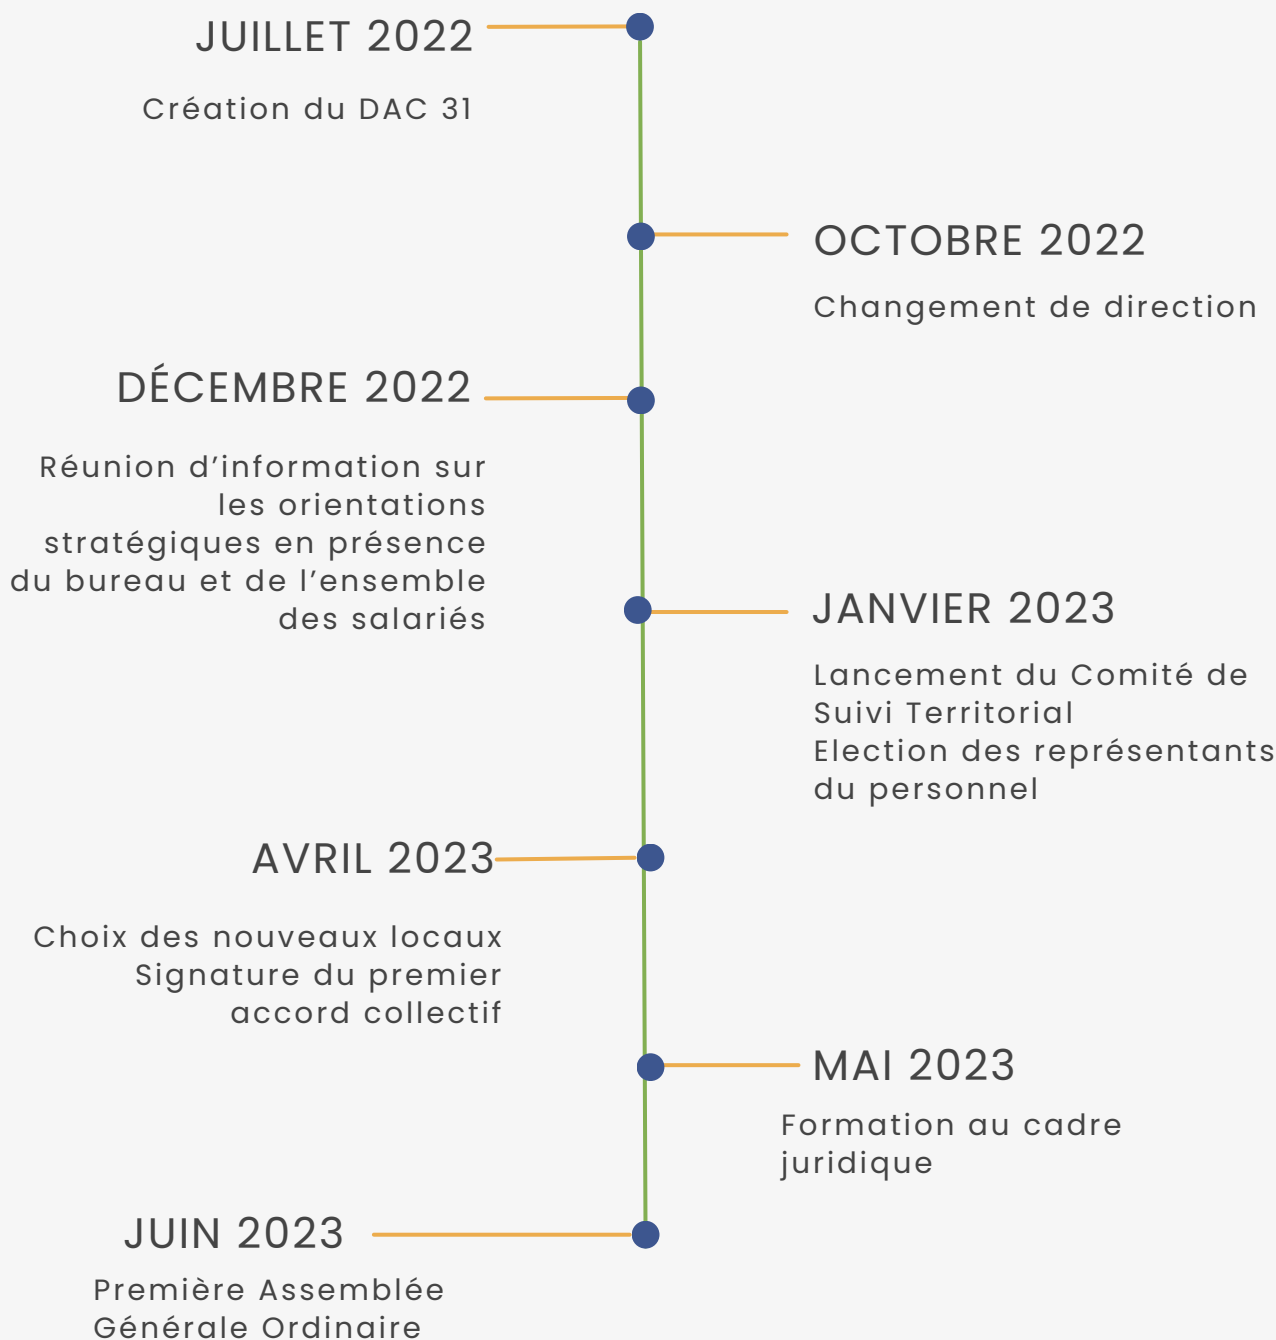 JUILLET 2022
Création du DAC 31
OCTOBRE 2022
Changement de direction
DÉCEMBRE 2022
Réunion d’information sur
les orientations
stratégiques en présence
du bureau et de l’ensemble
des salariés
JANVIER 2023
Lancement du Comité de
Suivi Territorial
Election des représentants
du personnel
AVRIL 2023
Choix des nouveaux locaux
Signature du premier
accord collectif
MAI 2023
Formation au cadre
juridique
JUIN 2023
Première Assemblée
Générale Ordinaire